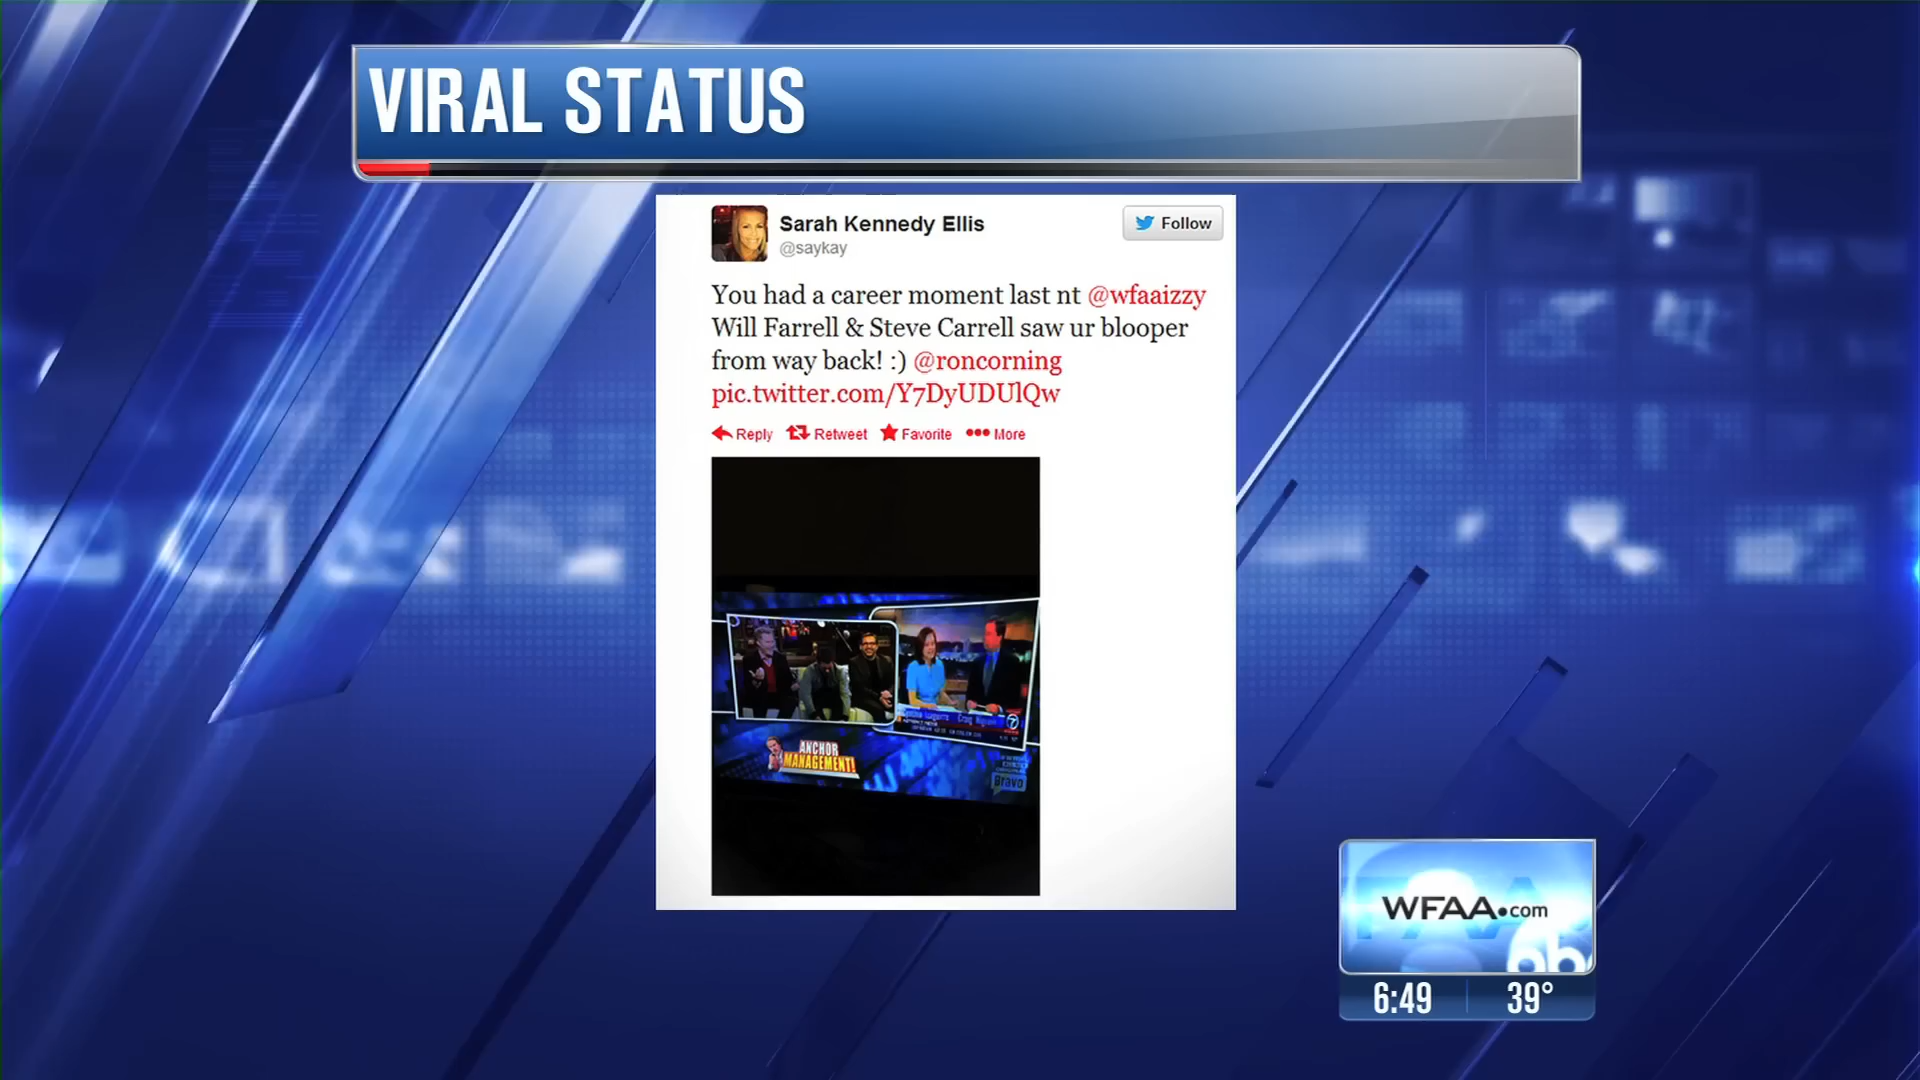 VIRAL STATUS
Sarah Kennedy Ellis
@saykay
Follow
You had a career moment last nt @wfaaizzy
Will Farrell & Steve Carrell saw ur blooper
from way back! :) @roncorning
pic.twitter.com/Y7DyUDUlQw
Reply Retweet Favorite More
ANCHOR
MANAGEMENT!
7
Bravo
WFAA.com
6:49 39°